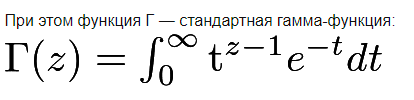 При этом функция Γ — стандартная гамма-функция:
Γ(z) = ∫₀^∞ t^{z−1}e^{−t}dt